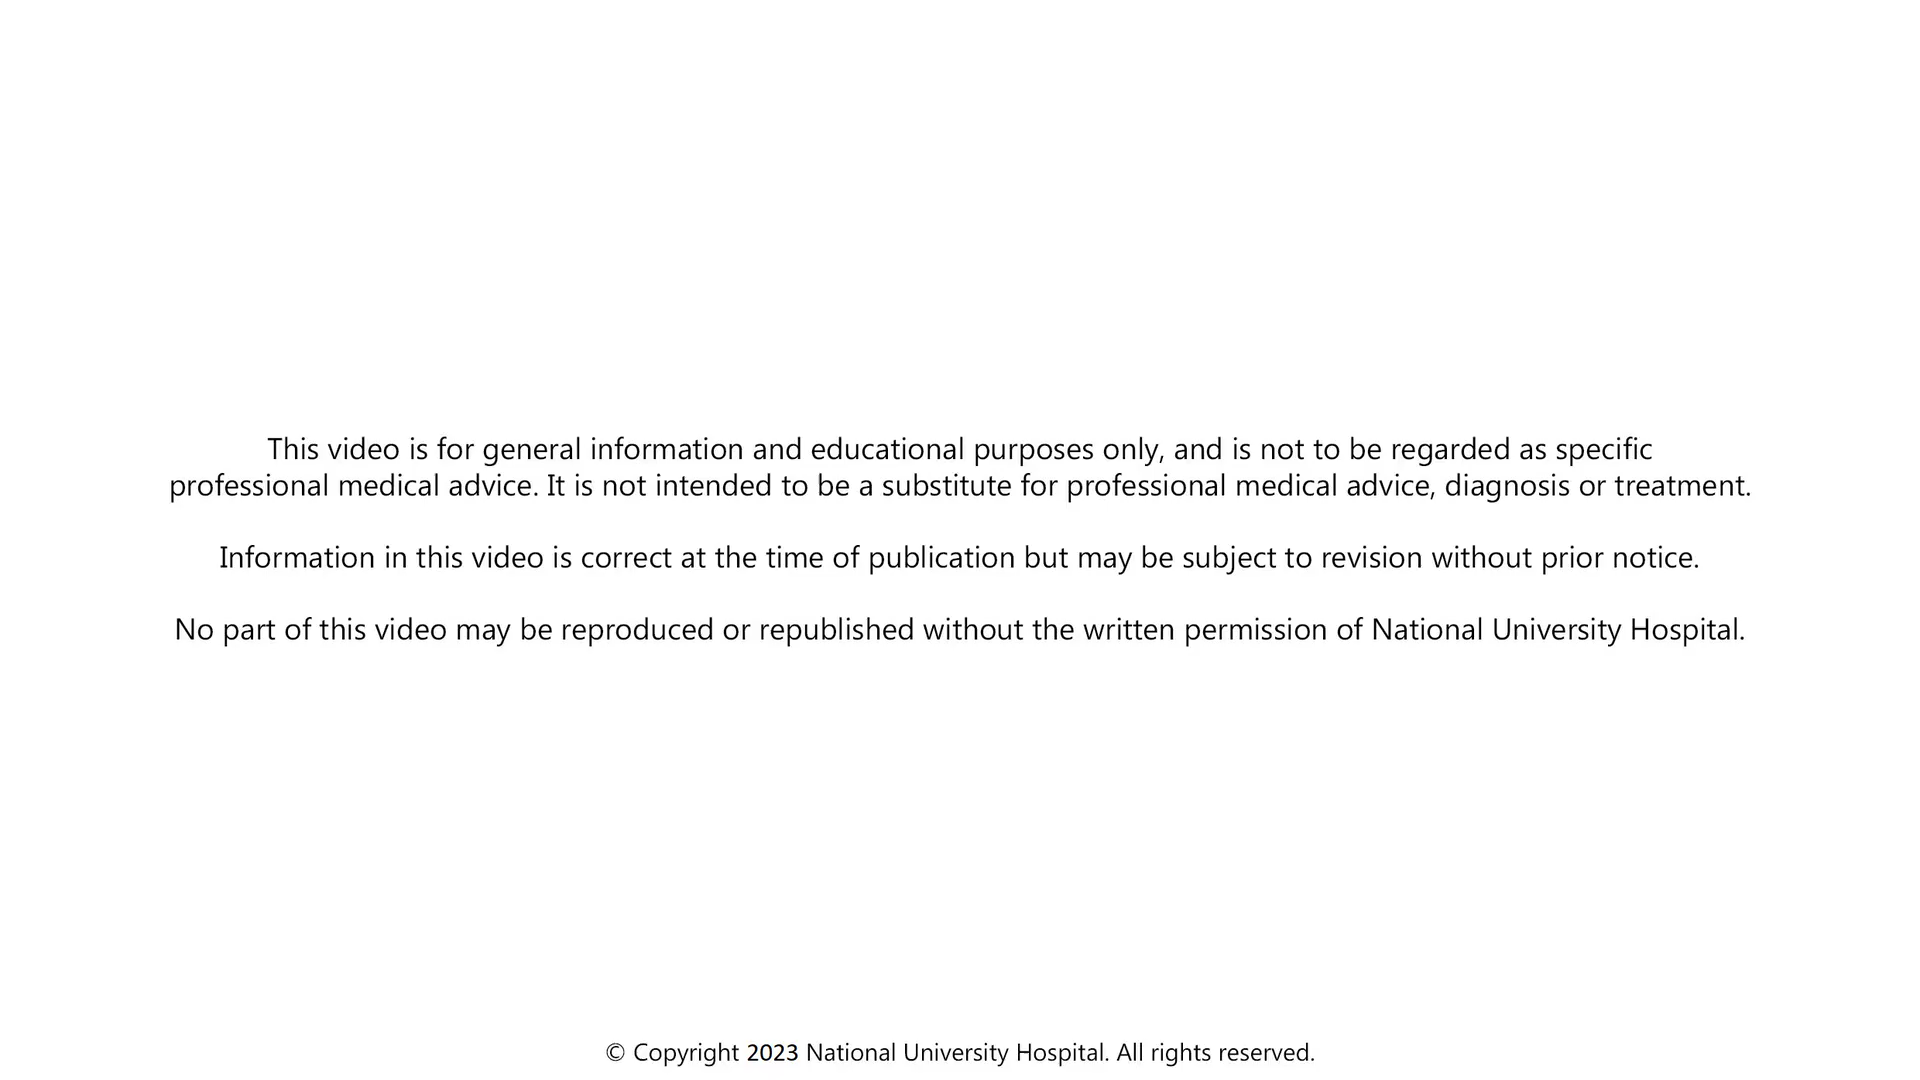 This video is for general information and educational purposes only, and is not to be regarded as specific
professional medical advice. It is not intended to be a substitute for professional medical advice, diagnosis or treatment.
Information in this video is correct at the time of publication but may be subject to revision without prior notice.
No part of this video may be reproduced or republished without the written permission of National University Hospital.
© Copyright 2023 National University Hospital. All rights reserved.